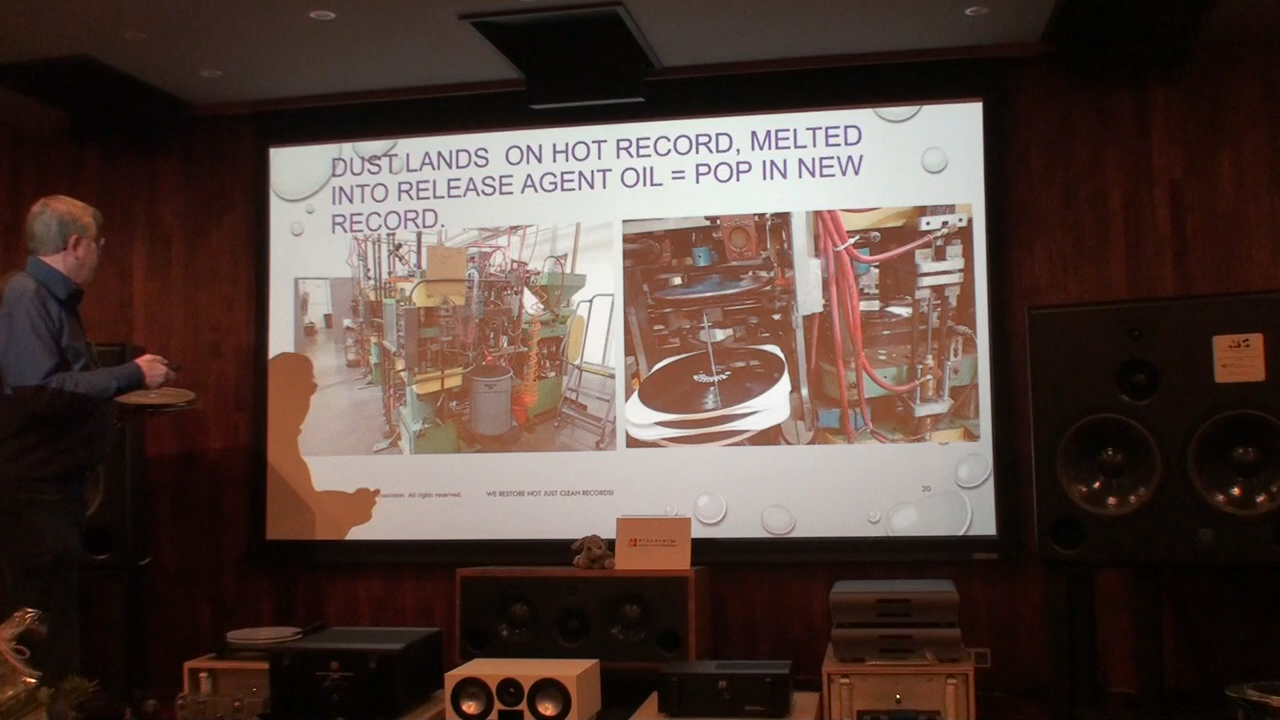 DUST LANDS ON HOT RECORD, MELTED
INTO RELEASE AGENT OIL = POP IN NEW
RECORD.
All rights reserved.
WE RESTORE NOT JUST CLEAN RECORDS!
20